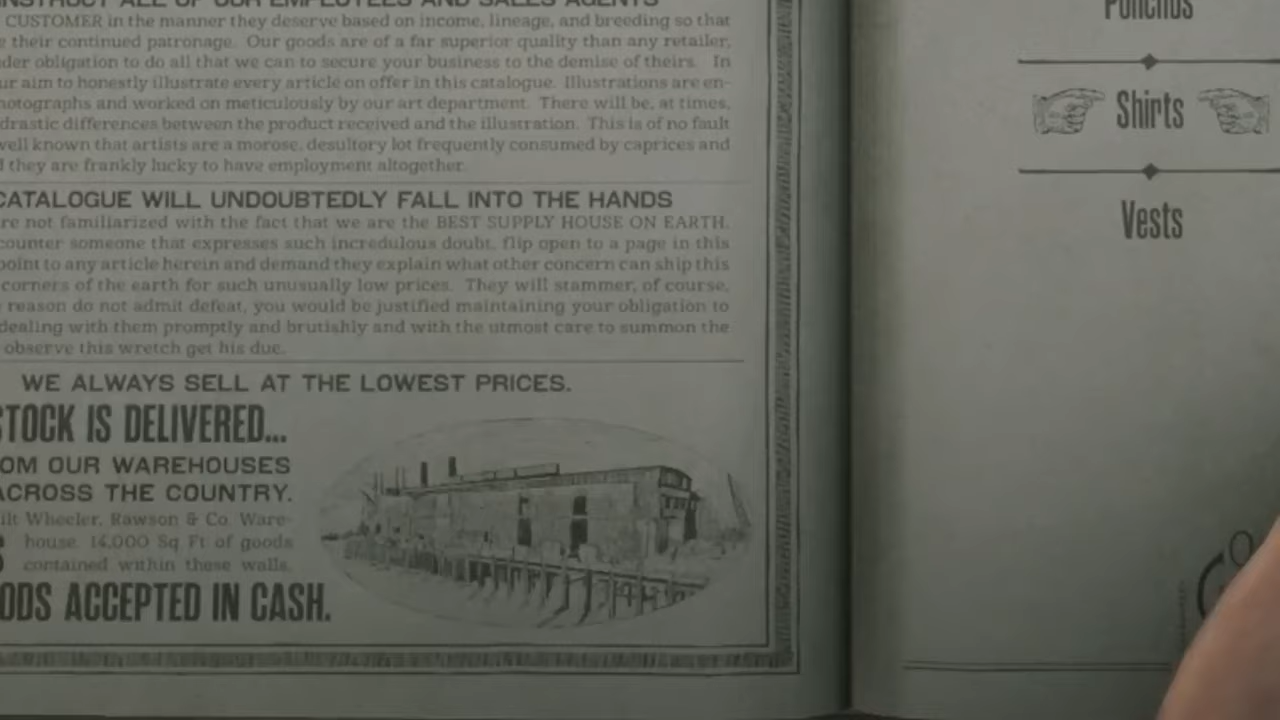 INSTRUCT ALL OF OUR EMPLOYEES AND SALES AGENTS
CUSTOMER in the manner they deserve based on income, lineage, and breeding so that
their continued patronage. Our goods are of a far superior quality than any retailer,
der obligation to do all that we can to secure your business to the demise of theirs. In
ur aim to honestly illustrate every article on offer in this catalogue. Illustrations are en-
hotographs and worked on meticulously by our art department. There will be, at times,
drastic differences between the product received and the illustration. This is of no fault
well known that artists are a morose, desultory lot frequently consumed by caprices and
they are frankly lucky to have employment altogether.
CATALOGUE WILL UNDOUBTEDLY FALL INTO THE HANDS
re not familiarized with the fact that we are the BEST SUPPLY HOUSE ON EARTH.
counter someone that expresses such incredulous doubt, flip open to a page in this
point to any article herein and demand they explain what other concern can ship this
corners of the earth for such unusually low prices. They will stammer, of course,
reason do not admit defeat, you would be justified maintaining your obligation to
dealing with them promptly and brutishly and with the utmost care to summon the
observe this wretch get his due.
WE ALWAYS SELL AT THE LOWEST PRICES.
STOCK IS DELIVERED...
OM OUR WAREHOUSES
ACROSS THE COUNTRY.
ilt Wheeler, Rawson & Co. Ware-
house. 14,000 Sq Ft of goods
contained within these walls.
ODS ACCEPTED IN CASH.
Ponchos
Shirts
Vests